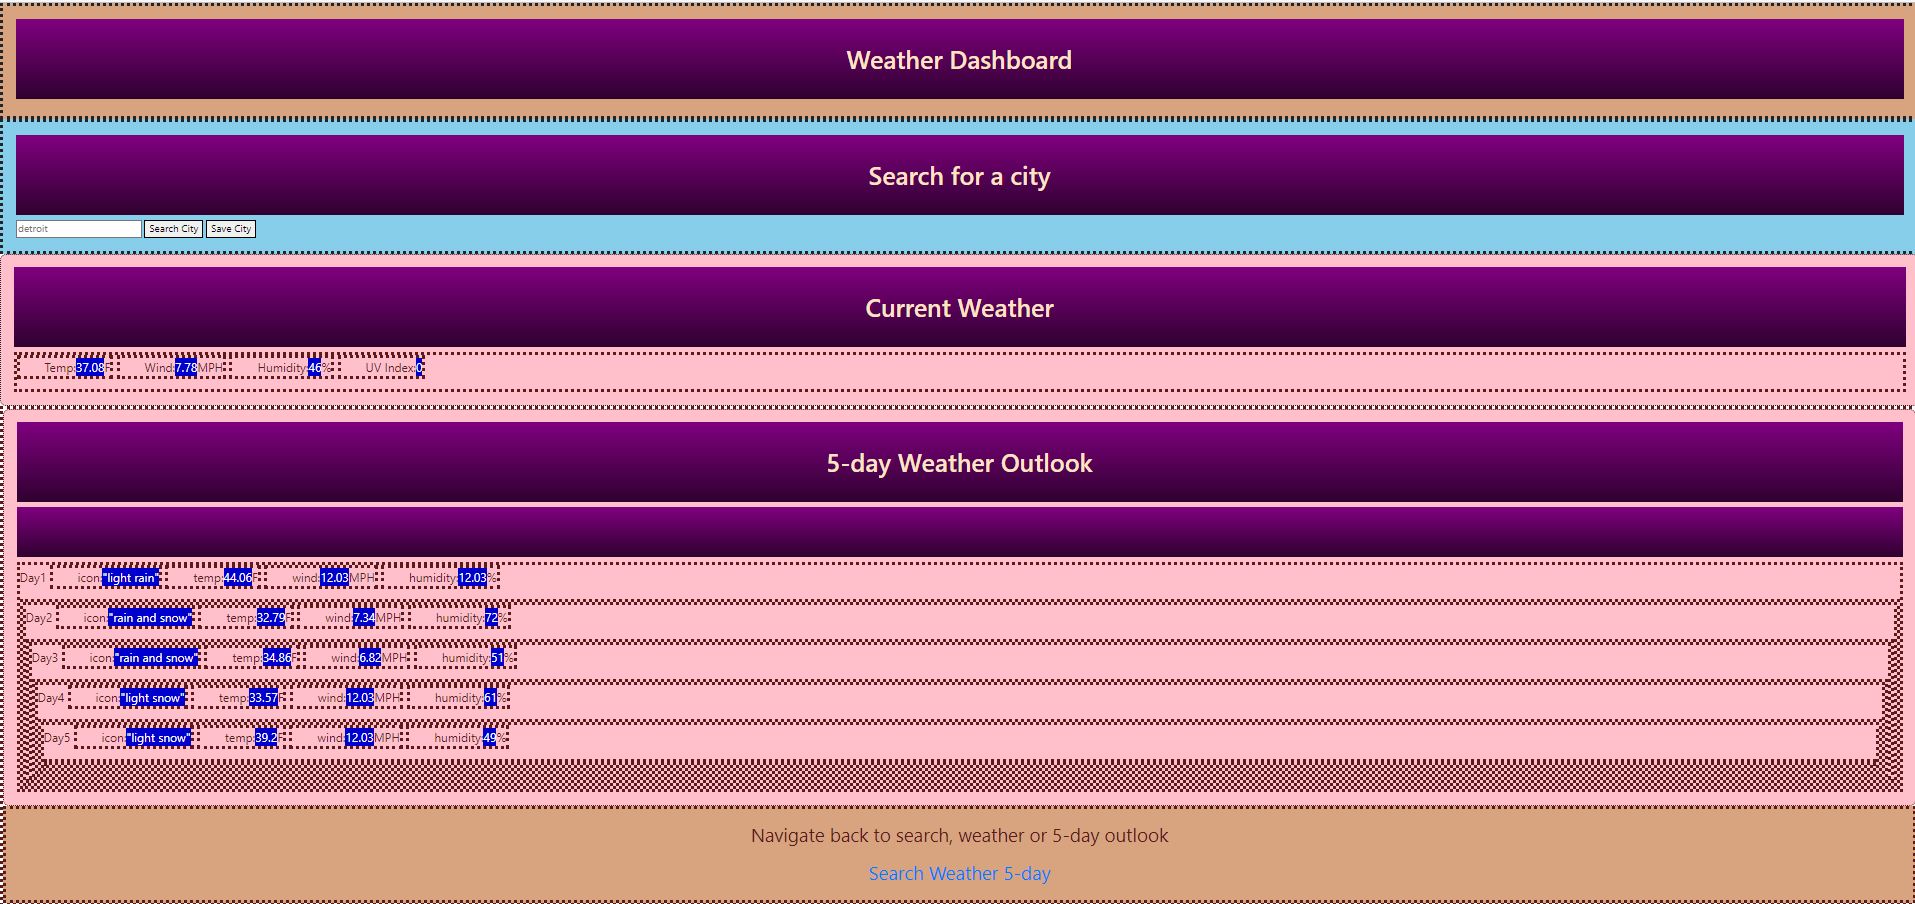 Weather Dashboard
Search for a city
detroit Search City Save City
Current Weather
Temp:37.08F Wind:7.78MPH Humidity:46% UV Index:0
5-day Weather Outlook
Day1 icon:"light rain" temp:44.06F wind:12.03MPH humidity:12.03%
Day2 icon:"rain and snow" temp:32.79F wind:7.34MPH humidity:72%
Day3 icon:"rain and snow" temp:34.86F wind:6.82MPH humidity:51%
Day4 icon:"light snow" temp:33.57F wind:12.03MPH humidity:61%
Day5 icon:"light snow" temp:39.2F wind:12.03MPH humidity:49%
Navigate back to search, weather or 5-day outlook
Search Weather 5-day